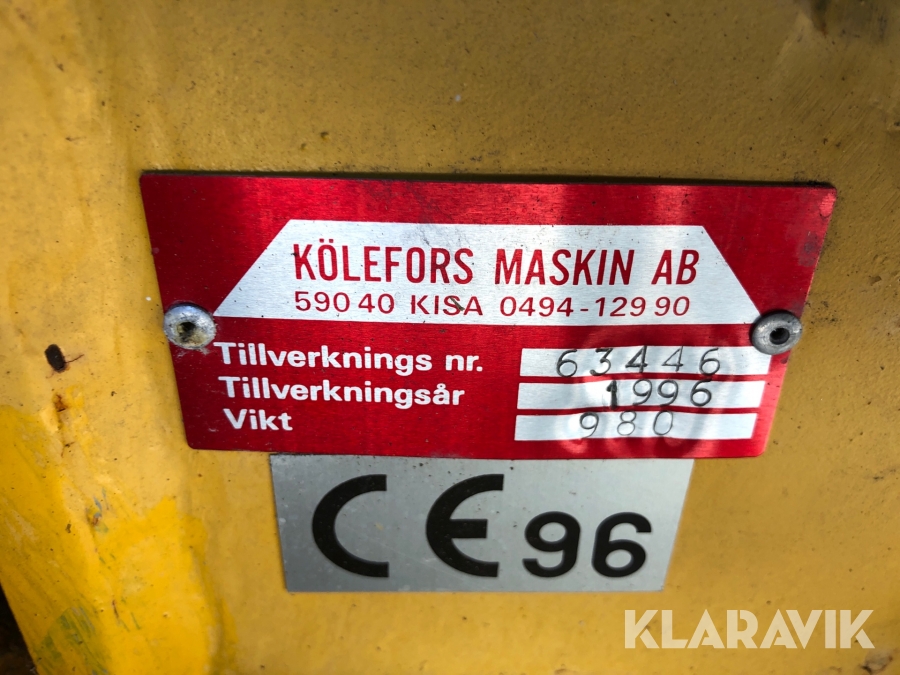 KÖLEFORS MASKIN AB
590 40 KISA 0494-129 90
Tillverknings nr. 63446
Tillverkningsår 1996
Vikt 980
CE 96
KLARAVIK